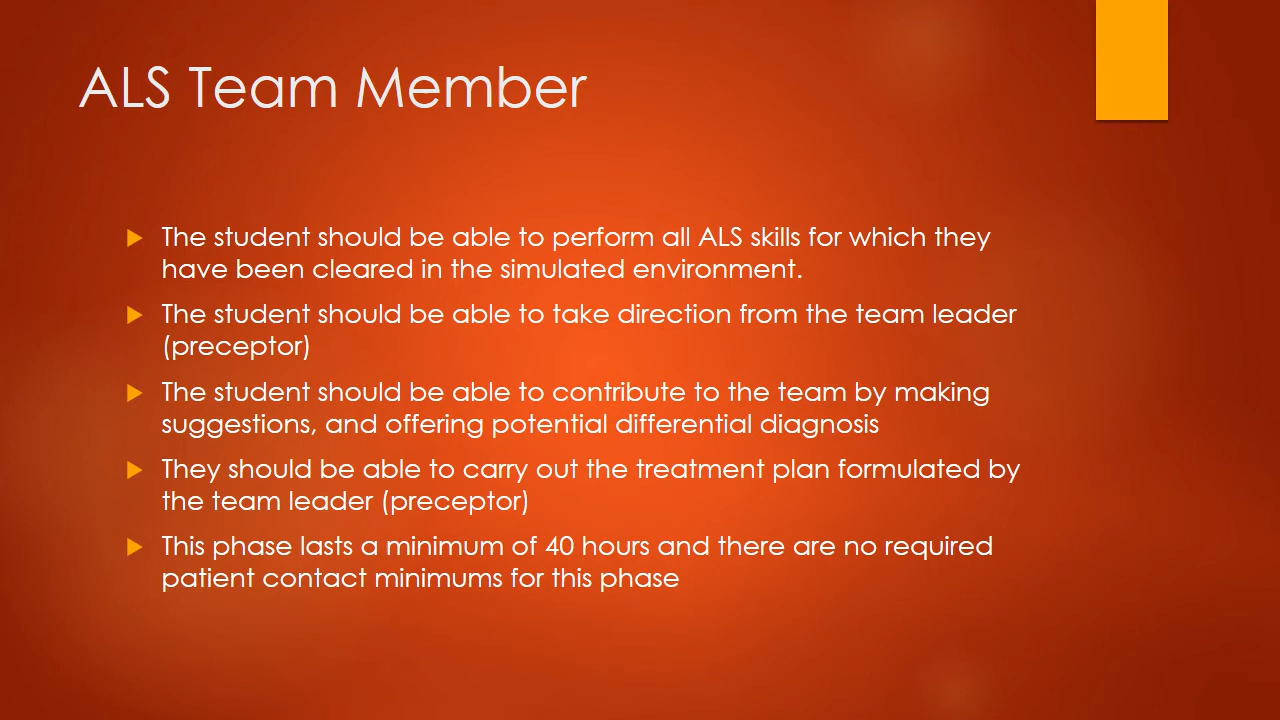 ALS Team Member
The student should be able to perform all ALS skills for which they
have been cleared in the simulated environment.
The student should be able to take direction from the team leader
(preceptor)
The student should be able to contribute to the team by making
suggestions, and offering potential differential diagnosis
They should be able to carry out the treatment plan formulated by
the team leader (preceptor)
This phase lasts a minimum of 40 hours and there are no required
patient contact minimums for this phase